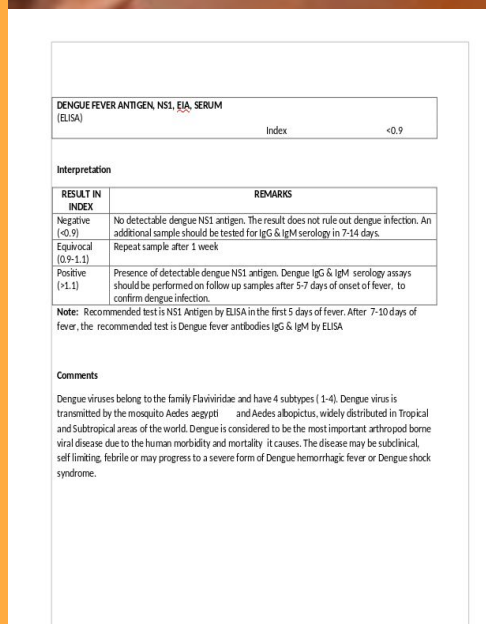 DENGUE FEVER ANTIGEN, NS1, EIA, SERUM
(ELISA)
Index <0.9
Interpretation
RESULT IN INDEX REMARKS
Negative (<0.9) No detectable dengue NS1 antigen. The result does not rule out dengue infection. An
additional sample should be tested for IgG & IgM serology in 7-14 days.
Equivocal (0.9-1.1) Repeat sample after 1 week
Positive (>1.1) Presence of detectable dengue NS1 antigen. Dengue IgG & IgM serology assays
should be performed on follow up samples after 5-7 days of onset of fever, to
confirm dengue infection.
Note: Recommended test is NS1 Antigen by ELISA in the first 5 days of fever. After 7-10 days of
fever, the recommended test is Dengue fever antibodies IgG & IgM by ELISA
Comments
Dengue viruses belong to the family Flaviviridae and have 4 subtypes ( 1-4). Dengue virus is
transmitted by the mosquito Aedes aegypti and Aedes albopictus, widely distributed in Tropical
and Subtropical areas of the world. Dengue is considered to be the most important arthropod borne
viral disease due to the human morbidity and mortality it causes. The disease may be subclinical,
self limiting, febrile or may progress to a severe form of Dengue hemorrhagic fever or Dengue shock
syndrome.